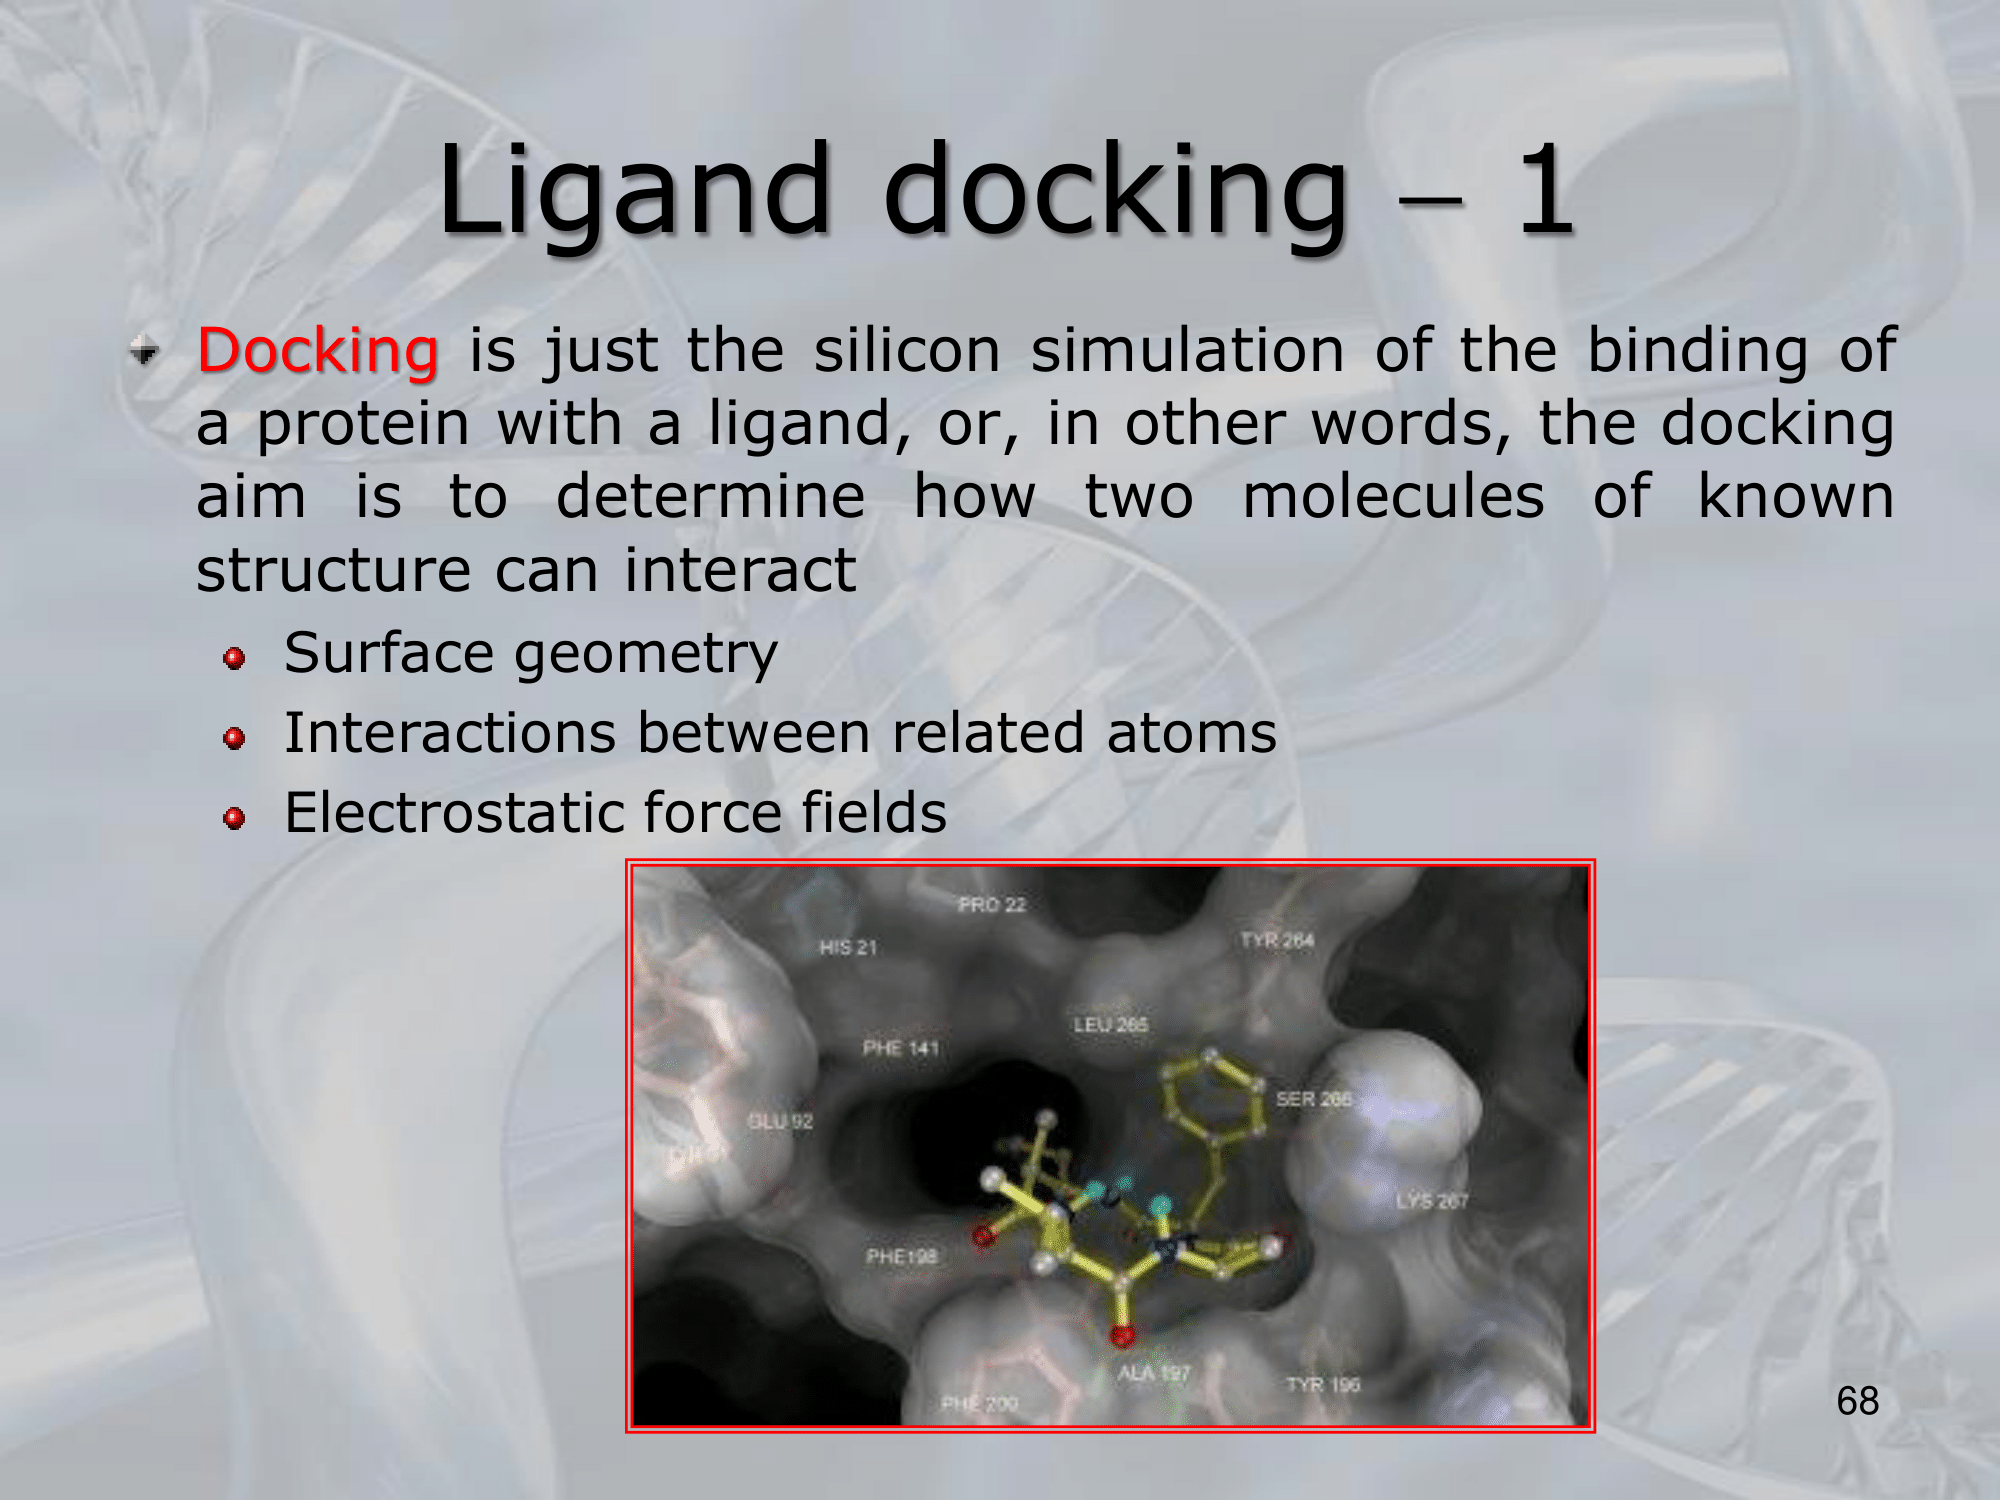 Ligand docking – 1
Docking is just the silicon simulation of the binding of
a protein with a ligand, or, in other words, the docking
aim is to determine how two molecules of known
structure can interact
Surface geometry
Interactions between related atoms
Electrostatic force fields
PRO 22
HIS 21
TYR 264
LEU 265
PHE 141
SER 266
GLU 92
LYS 267
PHE198
ALA 197
TYR 196
PHE 200
68